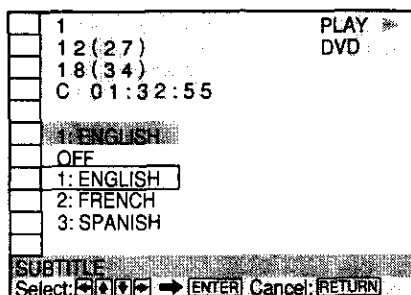 1 PLAY
12(27) DVD
18(34)
C 01:32:55
1: ENGLISH
OFF
1: ENGLISH
2: FRENCH
3: SPANISH
SUBTITLE
Select: ENTER Cancel: RETURN